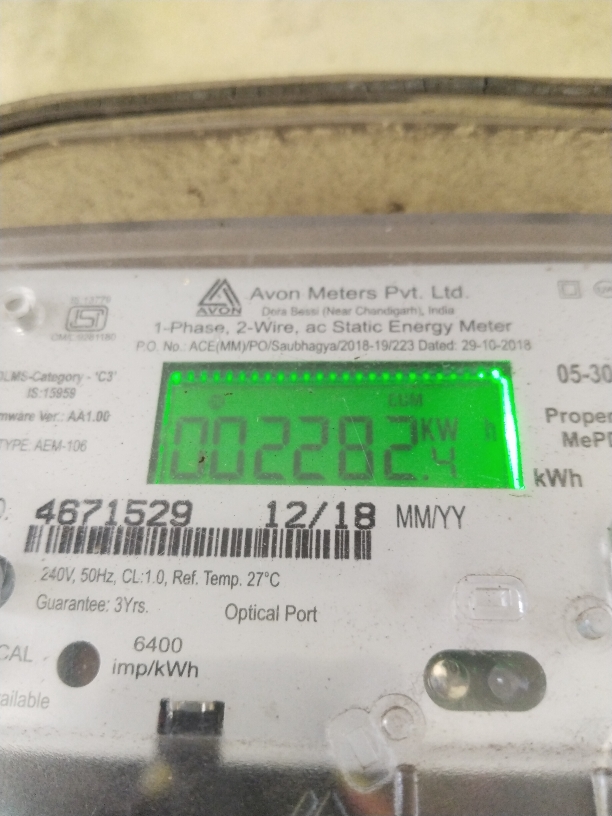 IS:13779
AVON
Avon Meters Pvt. Ltd.
Dera Bassi (Near Chandigarh), India
1-Phase, 2-Wire, ac Static Energy Meter
P.O. No.: ACE(MM)/PO/Saubhagya/2018-19/223 Dated: 29-10-2018
DLMS-Category - 'C3'
IS:15959
mware Ver.: AA1.00
TYPE: AEM-106
05-30
Proper
MePD
CUM
002282.4 KW h
kWh
4671529 12/18 MM/YY
240V, 50Hz, CL:1.0, Ref. Temp. 27°C
Guarantee: 3Yrs.
Optical Port
CAL
6400
imp/kWh
ailable